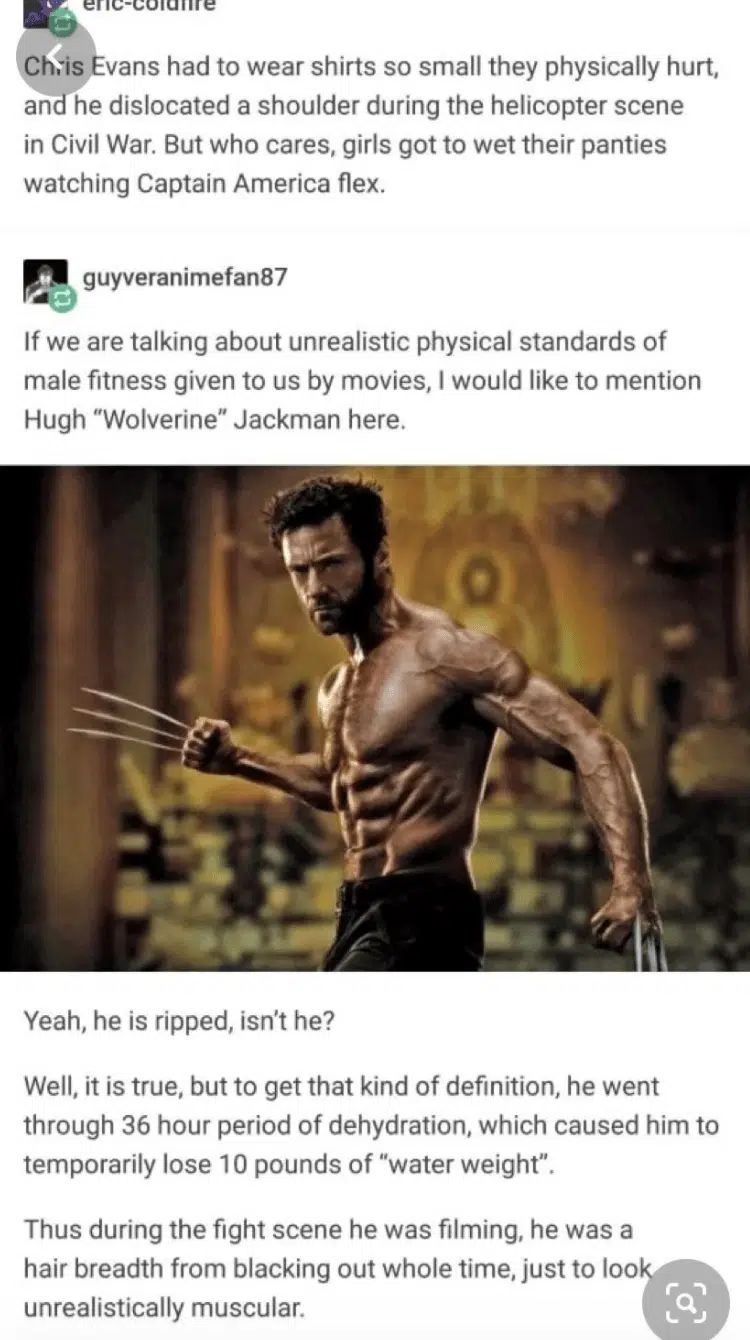 eric-coldfire
Chris Evans had to wear shirts so small they physically hurt,
and he dislocated a shoulder during the helicopter scene
in Civil War. But who cares, girls got to wet their panties
watching Captain America flex.
guyveranimefan87
If we are talking about unrealistic physical standards of
male fitness given to us by movies, I would like to mention
Hugh “Wolverine” Jackman here.
Yeah, he is ripped, isn’t he?
Well, it is true, but to get that kind of definition, he went
through 36 hour period of dehydration, which caused him to
temporarily lose 10 pounds of “water weight”.
Thus during the fight scene he was filming, he was a
hair breadth from blacking out whole time, just to look
unrealistically muscular.